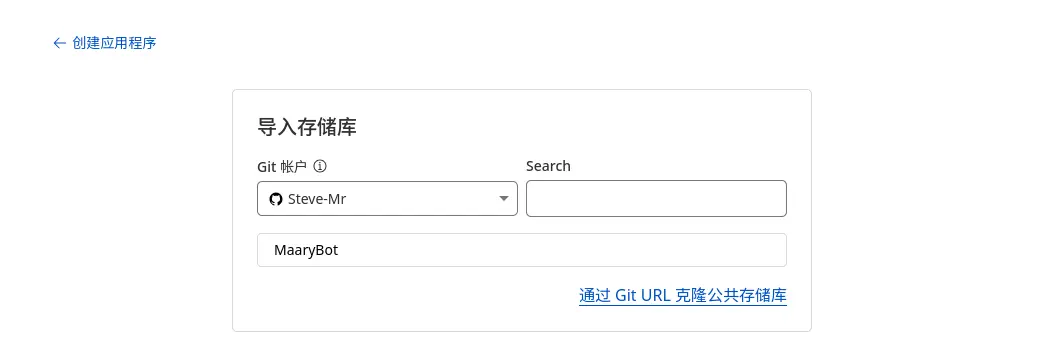 ← 创建应用程序
导入存储库
Git 帐户
Search
Steve-Mr
MaaryBot
通过 Git URL 克隆公共存储库